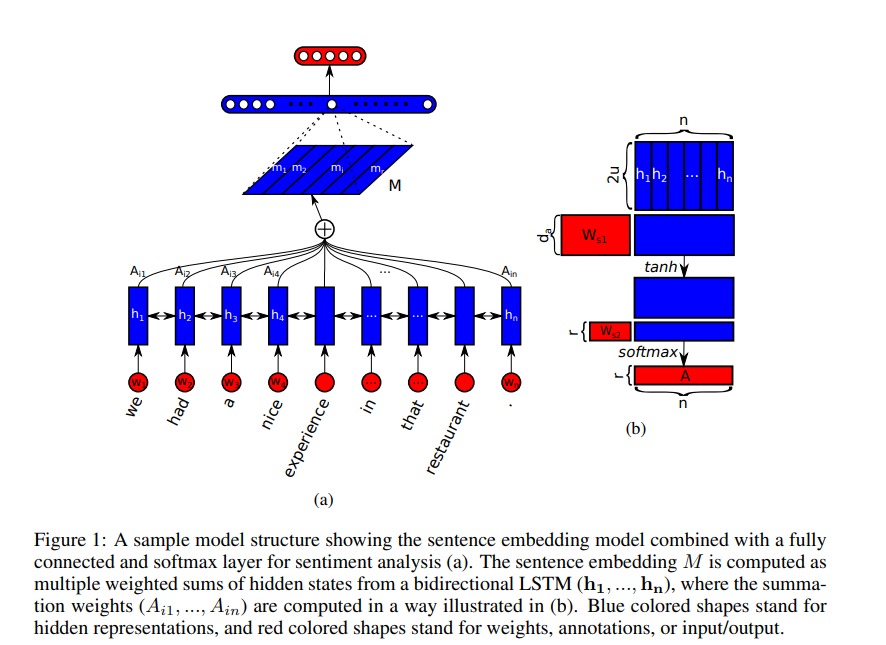 m₁ m₂ mᵢ mᵣ
M
+
Aᵢ₁ Aᵢ₂ Aᵢ₃ Aᵢ₄ ... Aᵢₙ
h₁ h₂ h₃ h₄ ... ... hₙ
w₁ w₂ w₃ w₄ ... ... wₙ
we had a nice experience in that restaurant .
(a)
n
2u h₁ h₂ ... hₙ
dₐ Wₛ₁
tanh
r Wₛ₂
softmax
r A
n
(b)
Figure 1: A sample model structure showing the sentence embedding model combined with a fully
connected and softmax layer for sentiment analysis (a). The sentence embedding M is computed as
multiple weighted sums of hidden states from a bidirectional LSTM (h₁, ..., hₙ), where the summa-
tion weights (Aᵢ₁, ..., Aᵢₙ) are computed in a way illustrated in (b). Blue colored shapes stand for
hidden representations, and red colored shapes stand for weights, annotations, or input/output.